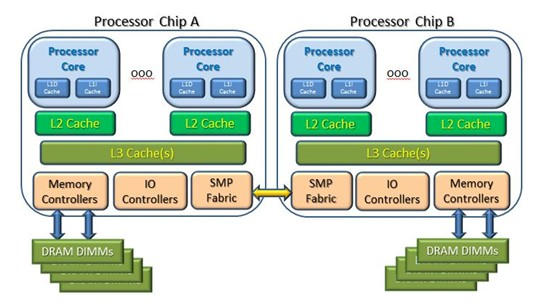 Processor Chip A
Processor Chip B
Processor Core
L1D Cache
L1I Cache
ooo
Processor Core
L1D Cache
L1I Cache
Processor Core
L1D Cache
L1I Cache
ooo
Processor Core
L1D Cache
L1I Cache
L2 Cache
L2 Cache
L2 Cache
L2 Cache
L3 Cache(s)
L3 Cache(s)
Memory Controllers
IO Controllers
SMP Fabric
SMP Fabric
IO Controllers
Memory Controllers
DRAM DIMMs
DRAM DIMMs